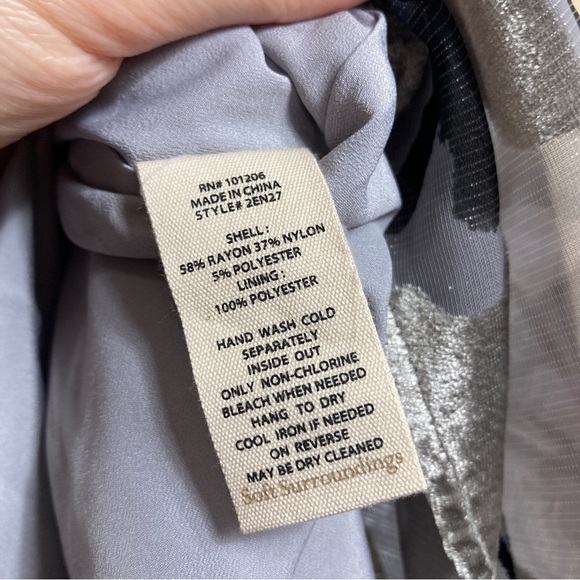 RN# 101206
MADE IN CHINA
STYLE# 2EN27
SHELL:
58% RAYON 37% NYLON
5% POLYESTER
LINING:
100% POLYESTER
HAND WASH COLD
SEPARATELY
INSIDE OUT
ONLY NON-CHLORINE
BLEACH WHEN NEEDED
HANG TO DRY
COOL IRON IF NEEDED
ON REVERSE
MAY BE DRY CLEANED
Soft Surroundings